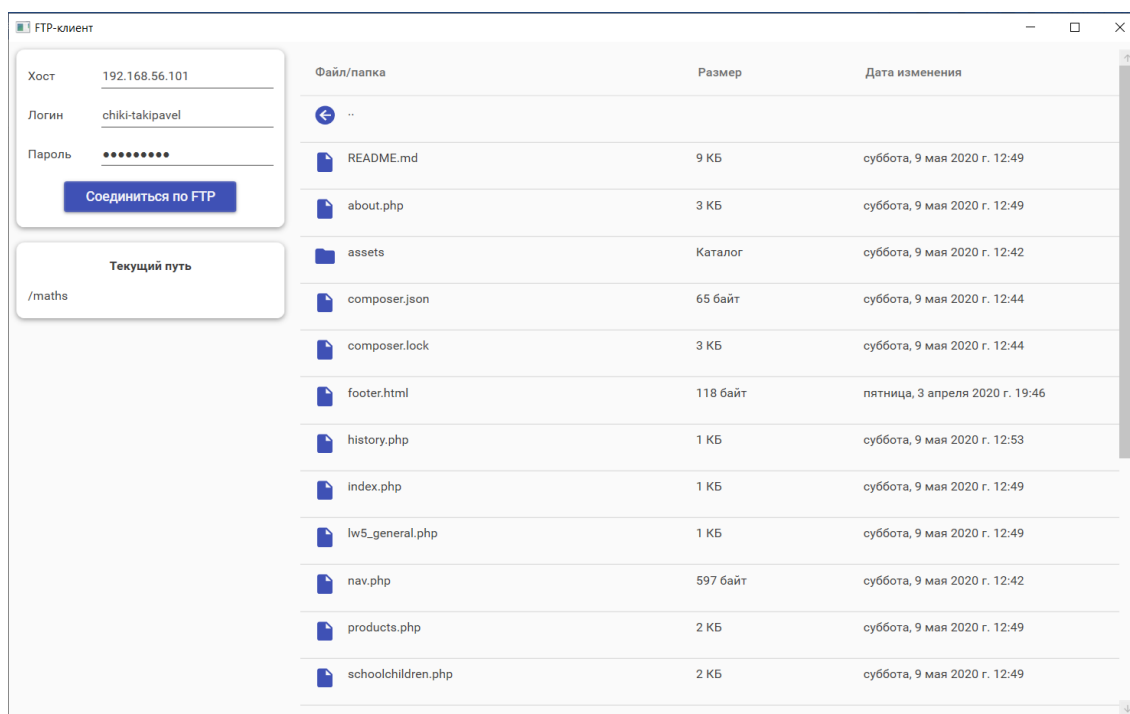 FTP-клиент
Хост 192.168.56.101
Логин chiki-takipavel
Пароль •••••••••
Соединиться по FTP
Текущий путь
/maths
Файл/папка Размер Дата изменения
..
README.md 9 КБ суббота, 9 мая 2020 г. 12:49
about.php 3 КБ суббота, 9 мая 2020 г. 12:49
assets Каталог суббота, 9 мая 2020 г. 12:42
composer.json 65 байт суббота, 9 мая 2020 г. 12:44
composer.lock 3 КБ суббота, 9 мая 2020 г. 12:44
footer.html 118 байт пятница, 3 апреля 2020 г. 19:46
history.php 1 КБ суббота, 9 мая 2020 г. 12:53
index.php 1 КБ суббота, 9 мая 2020 г. 12:49
lw5_general.php 1 КБ суббота, 9 мая 2020 г. 12:49
nav.php 597 байт суббота, 9 мая 2020 г. 12:42
products.php 2 КБ суббота, 9 мая 2020 г. 12:49
schoolchildren.php 2 КБ суббота, 9 мая 2020 г. 12:49